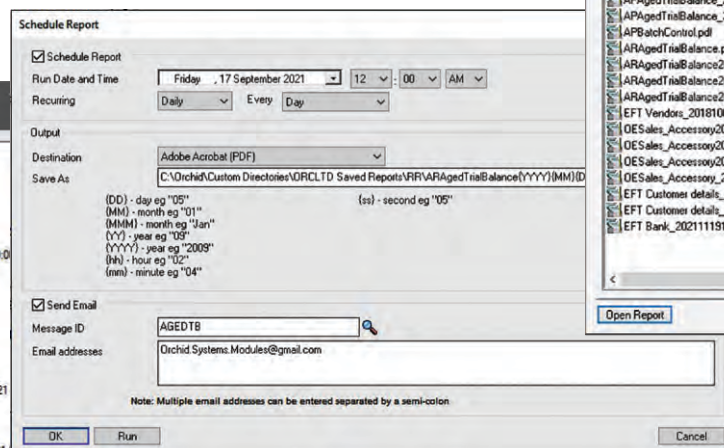 Schedule Report
Schedule Report
Run Date and Time Friday , 17 September 2021 12 : 00 AM
Recurring Daily Every Day
Output
Destination Adobe Acrobat (PDF)
Save As C:\Orchid\Custom Directories\ORCLTD Saved Reports\RR\ARAgedTrialBalance{YYYY}{MM}{D
{DD} - day eg "05" {ss} - second eg "05"
{MM} - month eg "01"
{MMM} - month eg "Jan"
{YY} - year eg "09"
{YYYY} - year eg "2009"
{hh} - hour eg "02"
{mm} - minute eg "04"
Send Email
Message ID AGEDTB
Email addresses Orchid.Systems.Modules@gmail.com
Note: Multiple email addresses can be entered separated by a semi-colon
OK Run Cancel
APAgedTrialBalance_
APBatchControl.pdf
ARAgedTrialBalance.p
ARAgedTrialBalance2
ARAgedTrialBalance2
ARAgedTrialBalance2
EFT Vendors_2018100
OESales_Accessory20
OESales_Accessory20
OESales_Accessory20
OESales_Accessory_2
EFT Customer details_
EFT Customer details_
EFT Bank_202111191
Open Report